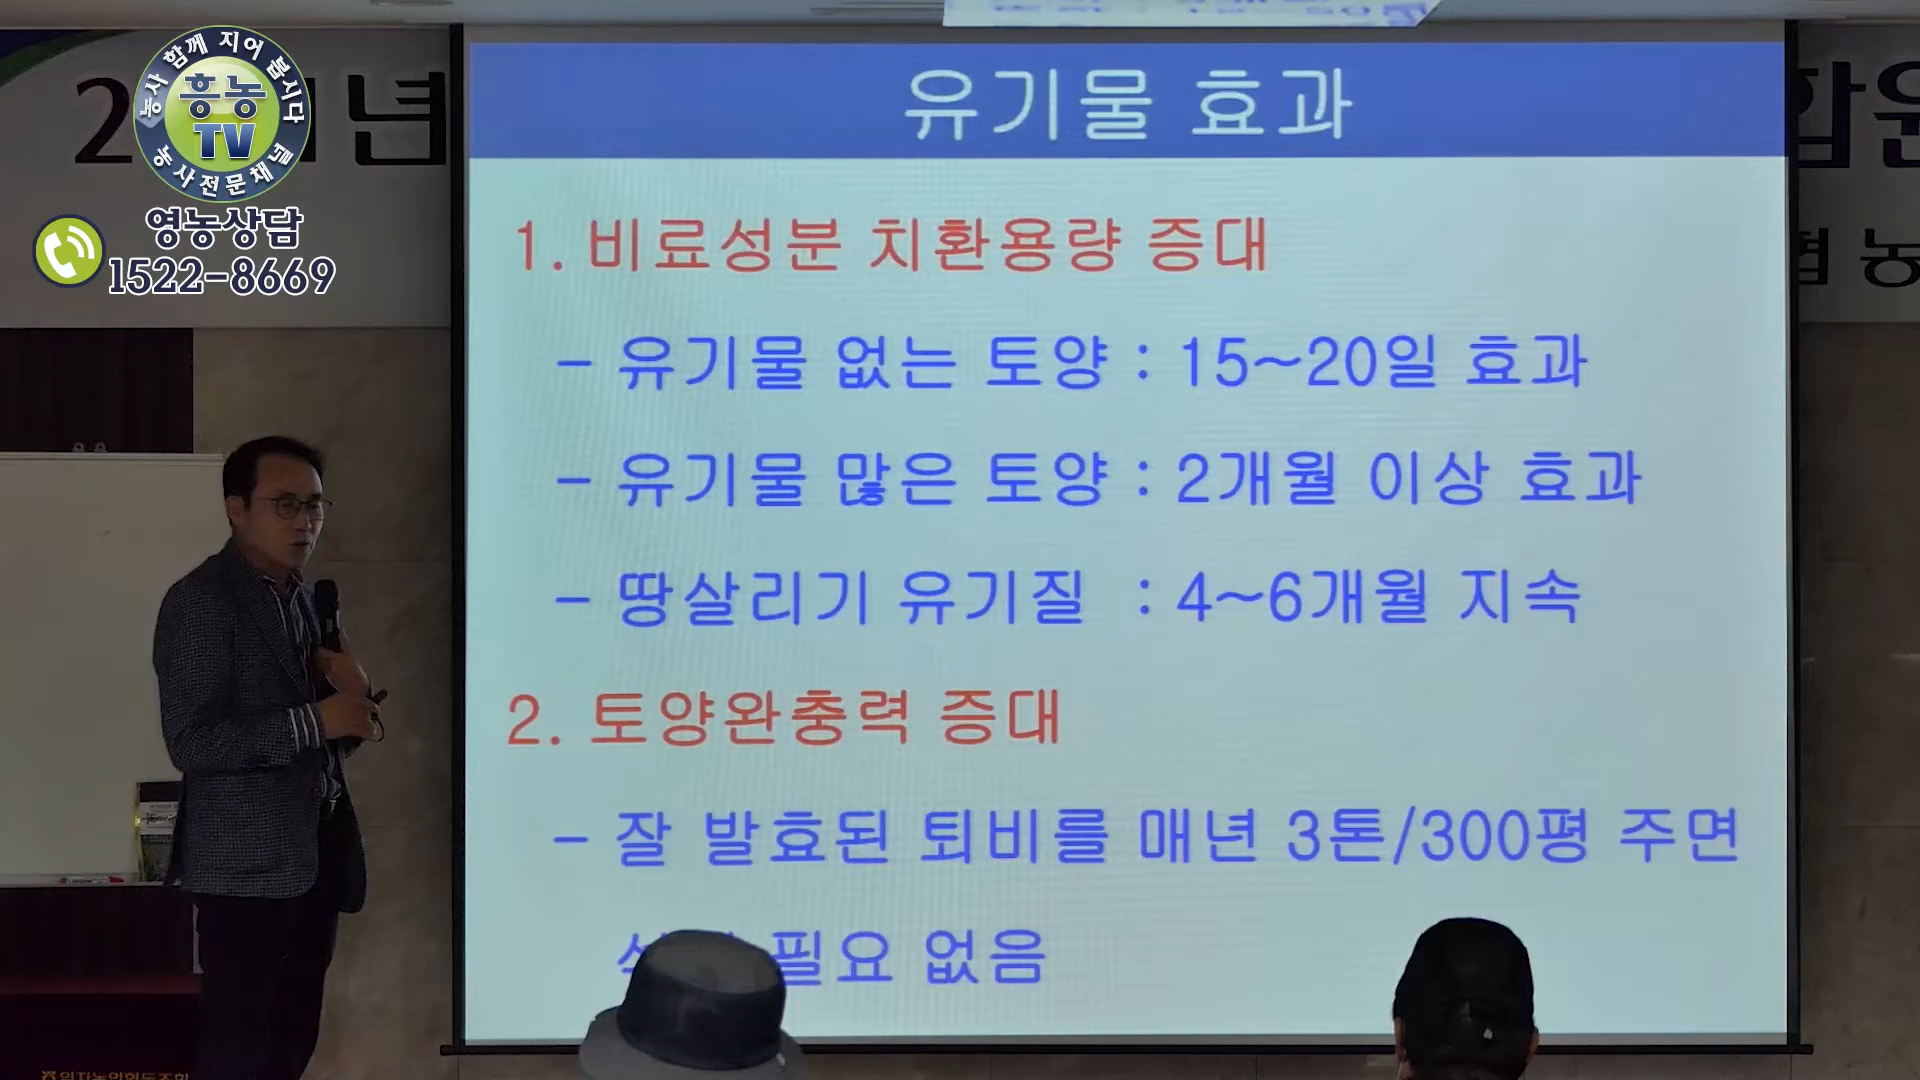 농사 함께 지어 봅시다
흥농
TV
농사전문채널
영농상담
1522-8669
년
농
유기물 효과
1. 비료성분 치환용량 증대
- 유기물 없는 토양 : 15~20일 효과
- 유기물 많은 토양 : 2개월 이상 효과
- 땅살리기 유기질 : 4~6개월 지속
2. 토양완충력 증대
- 잘 발효된 퇴비를 매년 3톤/300평 주면
필요 없음